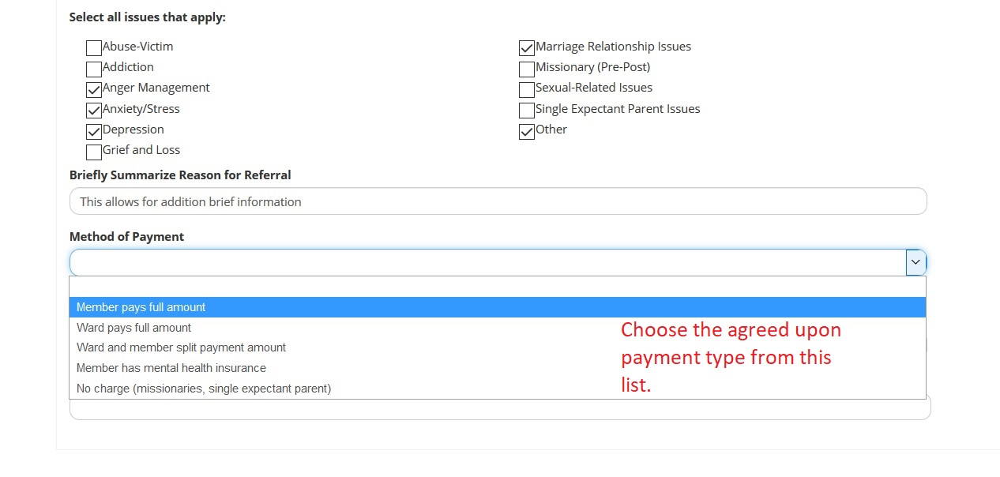 Select all issues that apply:
Abuse-Victim
Addiction
Anger Management
Anxiety/Stress
Depression
Grief and Loss
Marriage Relationship Issues
Missionary (Pre-Post)
Sexual-Related Issues
Single Expectant Parent Issues
Other
Briefly Summarize Reason for Referral
This allows for addition brief information
Method of Payment
Member pays full amount
Ward pays full amount
Ward and member split payment amount
Member has mental health insurance
No charge (missionaries, single expectant parent)
Choose the agreed upon
payment type from this
list.